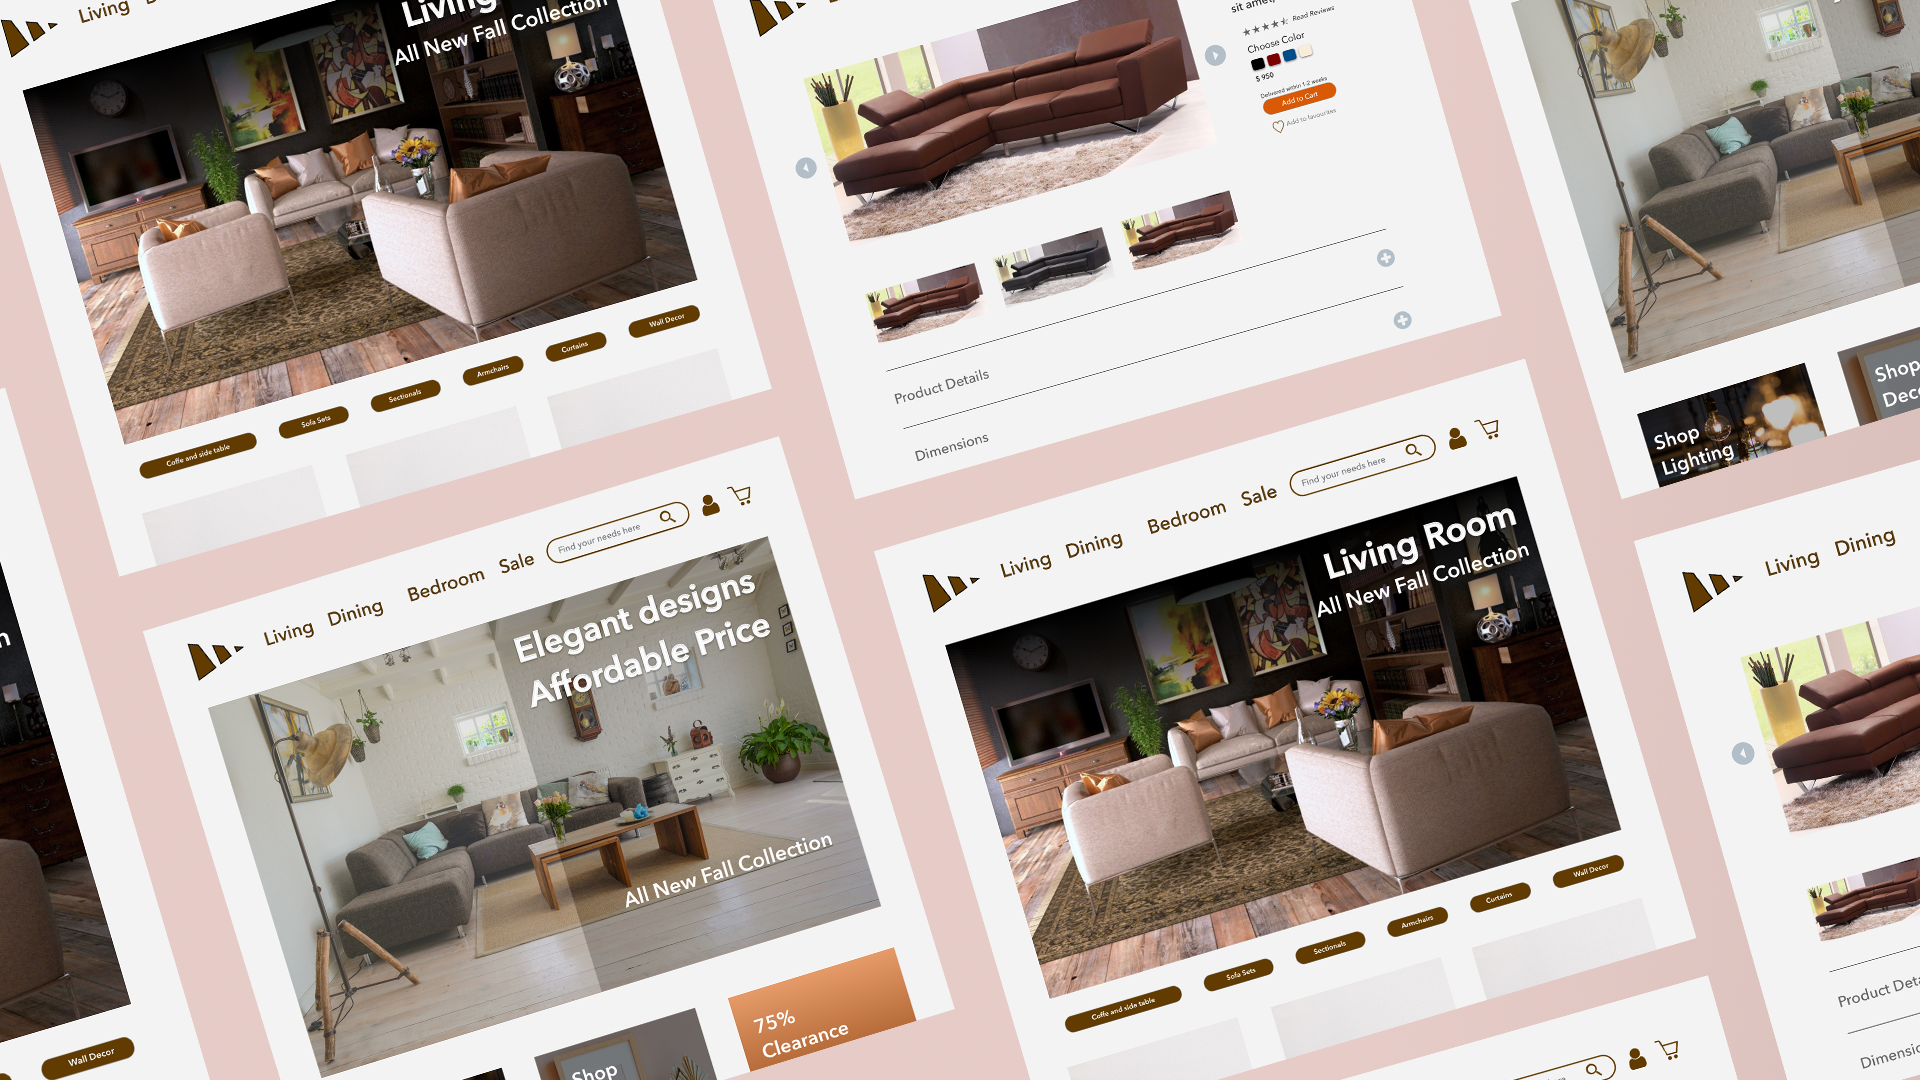 Living
Living
All New Fall Collection
Coffe and side table
Sofa Sets
Sectionals
Armchairs
Curtains
Wall Decor
sit amet,
Read Reviews
Choose Color
$ 950
Delivered within 1-2 weeks
Add to Cart
Add to favourites
Product Details
Dimensions
Shop
Lighting
Shop
Wall Decor
Living
Dining
Bedroom
Sale
Find your needs here
Elegant designs
Affordable Price
All New Fall Collection
Shop
75%
Clearance
Living
Dining
Bedroom
Sale
Find your needs here
Living Room
All New Fall Collection
Coffe and side table
Sofa Sets
Sectionals
Armchairs
Curtains
Wall Decor
Living
Dining
Product